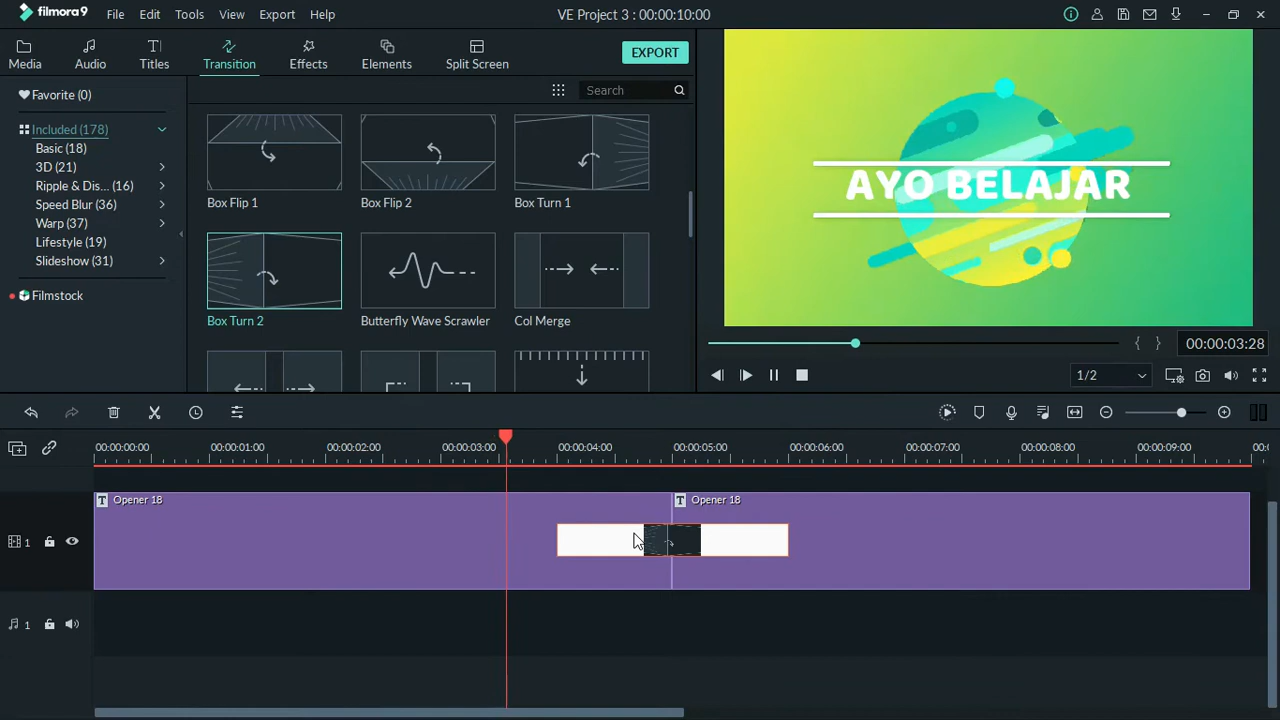 filmora9
File Edit Tools View Export Help
VE Project 3 : 00:00:10:00
Media
Audio
Titles
Transition
Effects
Elements
Split Screen
EXPORT
Favorite (0)
Included (178)
Basic (18)
3D (21)
Ripple & Dis... (16)
Speed Blur (36)
Warp (37)
Lifestyle (19)
Slideshow (31)
Filmstock
Search
Box Flip 1
Box Flip 2
Box Turn 1
Box Turn 2
Butterfly Wave Scrawler
Col Merge
AYO BELAJAR
00:00:03:28
1/2
00:00:00:00 00:00:01:00 00:00:02:00 00:00:03:00 00:00:04:00 00:00:05:00 00:00:06:00 00:00:07:00 00:00:08:00 00:00:09:00 00:0
T Opener 18
T Opener 18
1
1